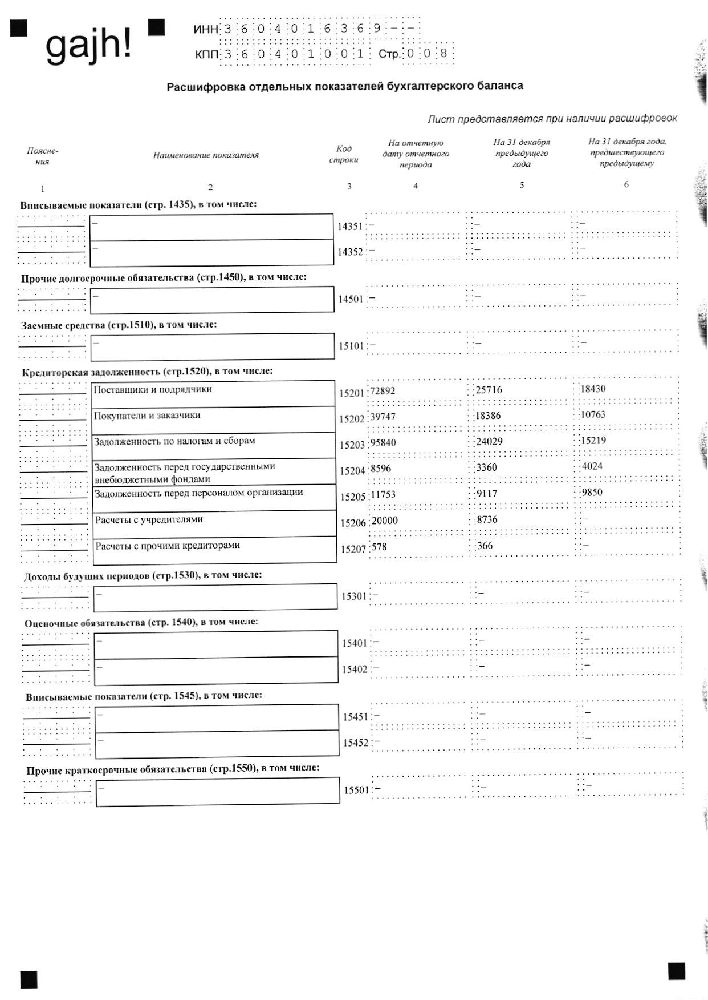 gajh!
ИНН 3604016369--
КПП 360401001 Стр. 008
Расшифровка отдельных показателей бухгалтерского баланса
Лист представляется при наличии расшифровок
Поясне-
ния
Наименование показателя
Код
строки
На отчетную
дату отчетного
периода
На 31 декабря
предыдущего
года
На 31 декабря года,
предшествующего
предыдущему
1 2 3 4 5 6
Вписываемые показатели (стр. 1435), в том числе:
– 14351 – – –
– 14352 – – –
Прочие долгосрочные обязательства (стр.1450), в том числе:
– 14501 – – –
Заемные средства (стр.1510), в том числе:
– 15101 – – –
Кредиторская задолженность (стр.1520), в том числе:
Поставщики и подрядчики 15201 72892 25716 18430
Покупатели и заказчики 15202 39747 18386 10763
Задолженность по налогам и сборам 15203 95840 24029 15219
Задолженность перед государственными
внебюджетными фондами 15204 8596 3360 4024
Задолженность перед персоналом организации 15205 11753 9117 9850
Расчеты с учредителями 15206 20000 8736 –
Расчеты с прочими кредиторами 15207 578 366 –
Доходы будущих периодов (стр.1530), в том числе:
– 15301 – – –
Оценочные обязательства (стр. 1540), в том числе:
– 15401 – – –
– 15402 – – –
Вписываемые показатели (стр. 1545), в том числе:
– 15451 – – –
– 15452 – – –
Прочие краткосрочные обязательства (стр.1550), в том числе:
– 15501 – – –